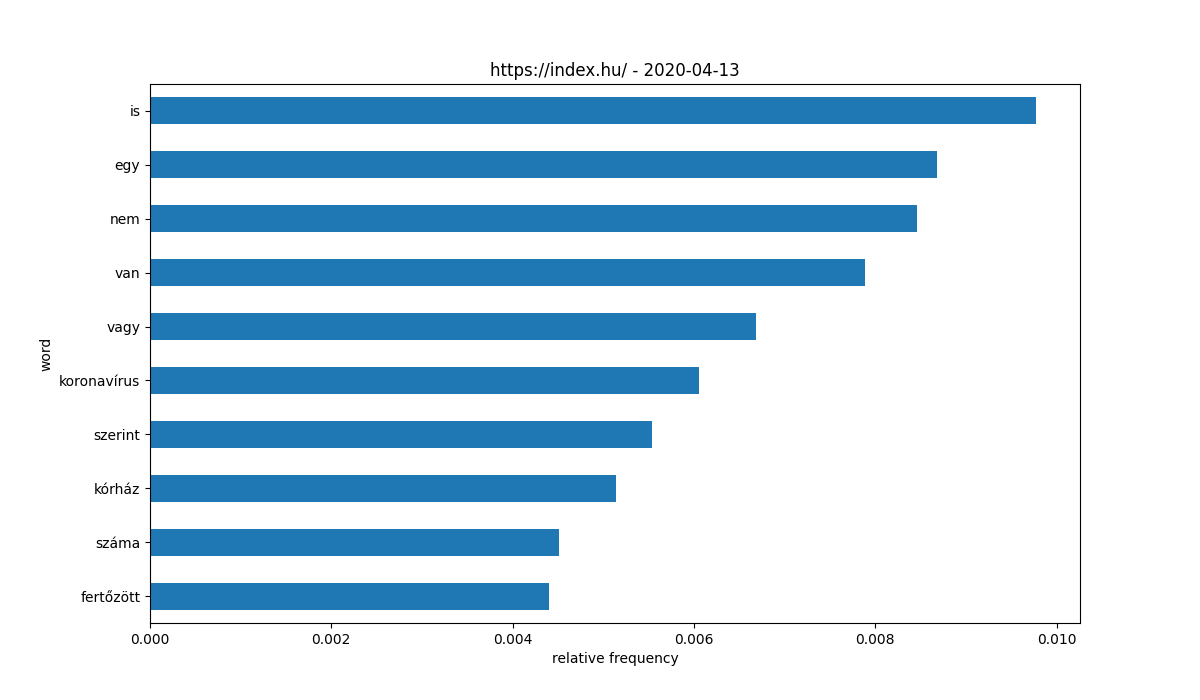 https://index.hu/ - 2020-04-13
is
egy
nem
van
vagy
koronavírus
szerint
kórház
száma
fertőzött
word
0.000 0.002 0.004 0.006 0.008 0.010
relative frequency